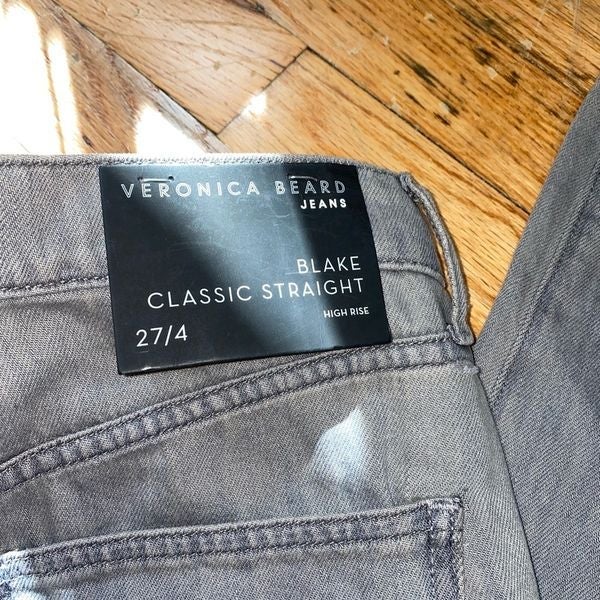 VERONICA BEARD
JEANS
BLAKE
CLASSIC STRAIGHT
HIGH RISE
27/4